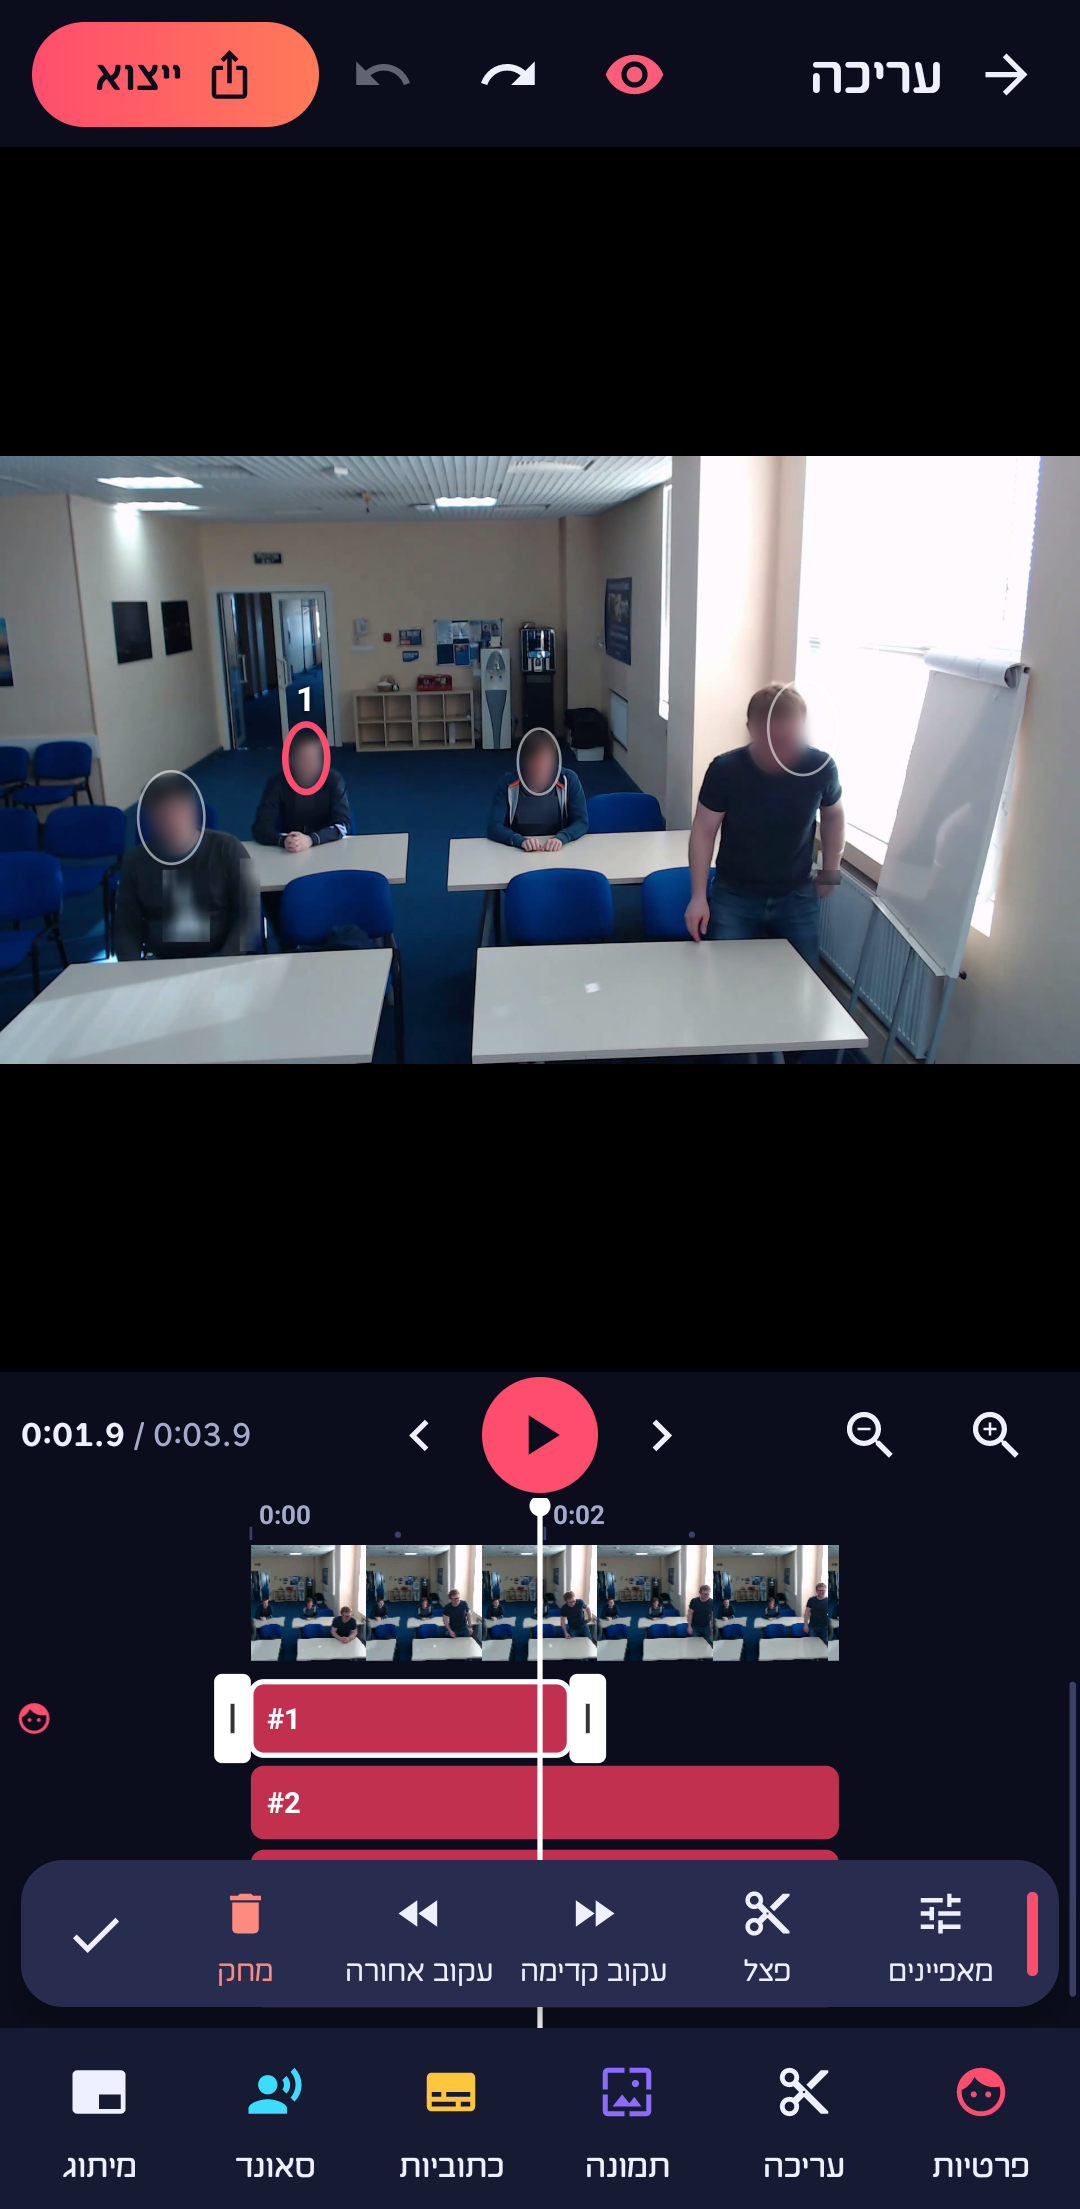 עריכה
ייצוא
1
0:01.9 / 0:03.9
0:00
0:02
#1
#2
מאפיינים
פצל
עקוב קדימה
עקוב אחורה
מחק
פרטיות
עריכה
תמונה
כתוביות
סאונד
מיתוג